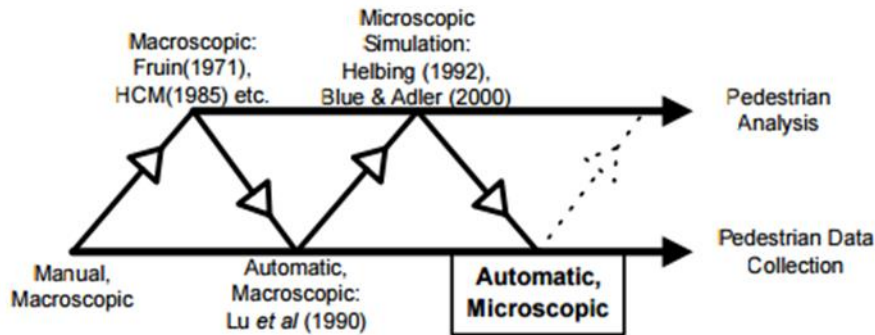 Macroscopic:
Fruin(1971),
HCM(1985) etc.
Microscopic
Simulation:
Helbing (1992),
Blue & Adler (2000)
Pedestrian
Analysis
Manual,
Macroscopic
Automatic,
Macroscopic:
Lu et al (1990)
Automatic,
Microscopic
Pedestrian Data
Collection